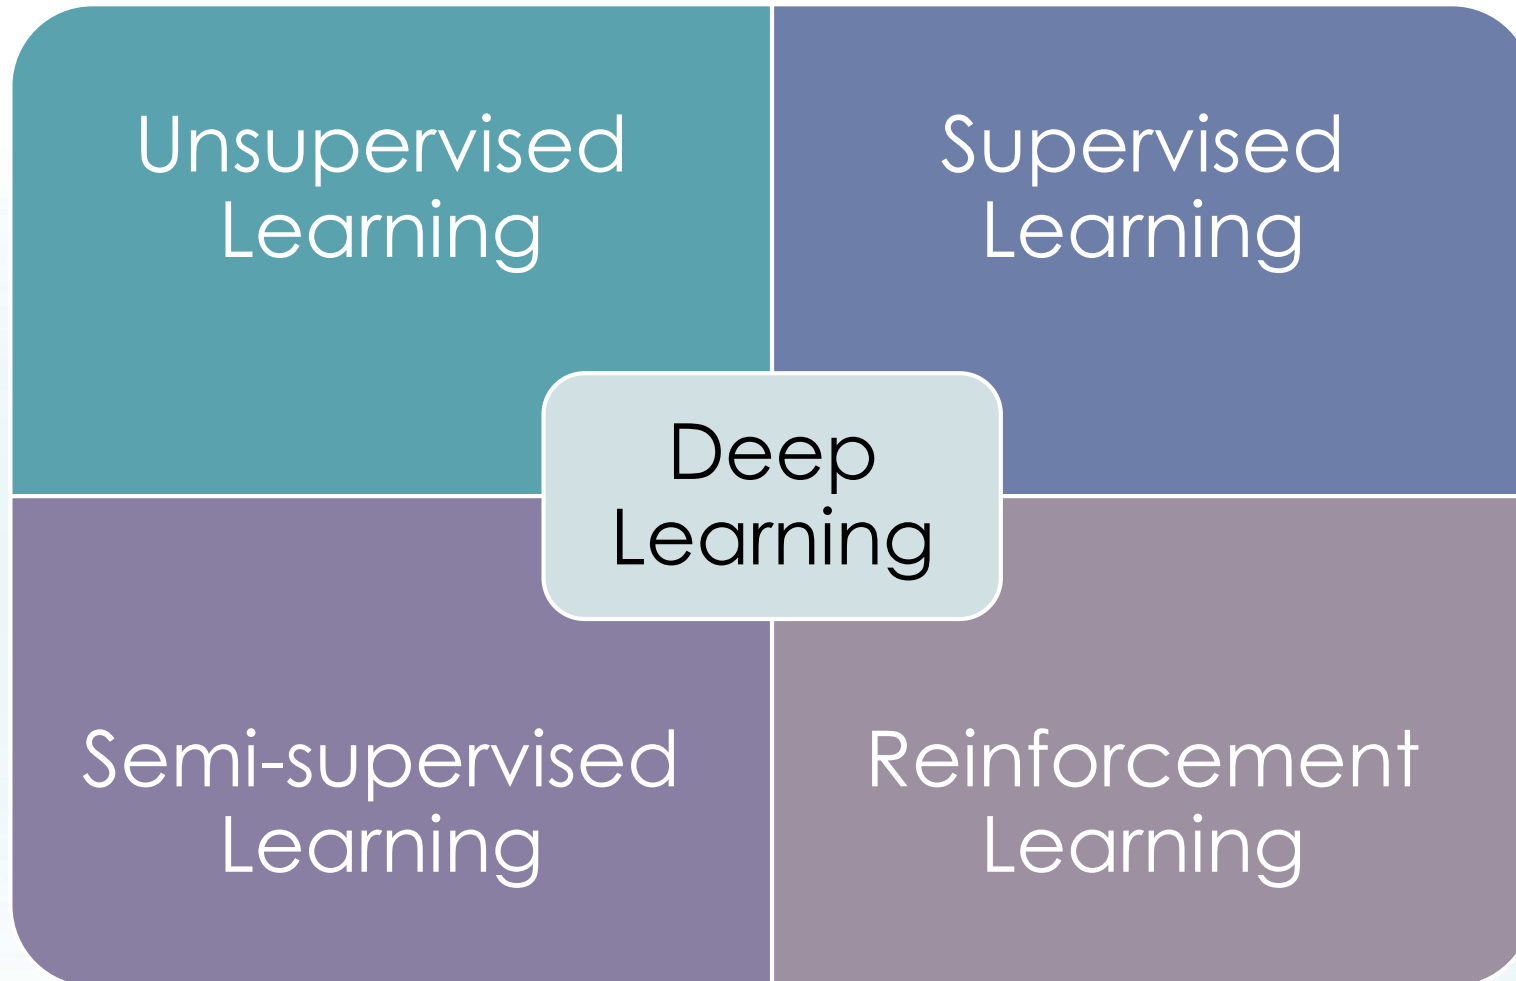 Unsupervised
Learning
Supervised
Learning
Deep
Learning
Semi-supervised
Learning
Reinforcement
Learning